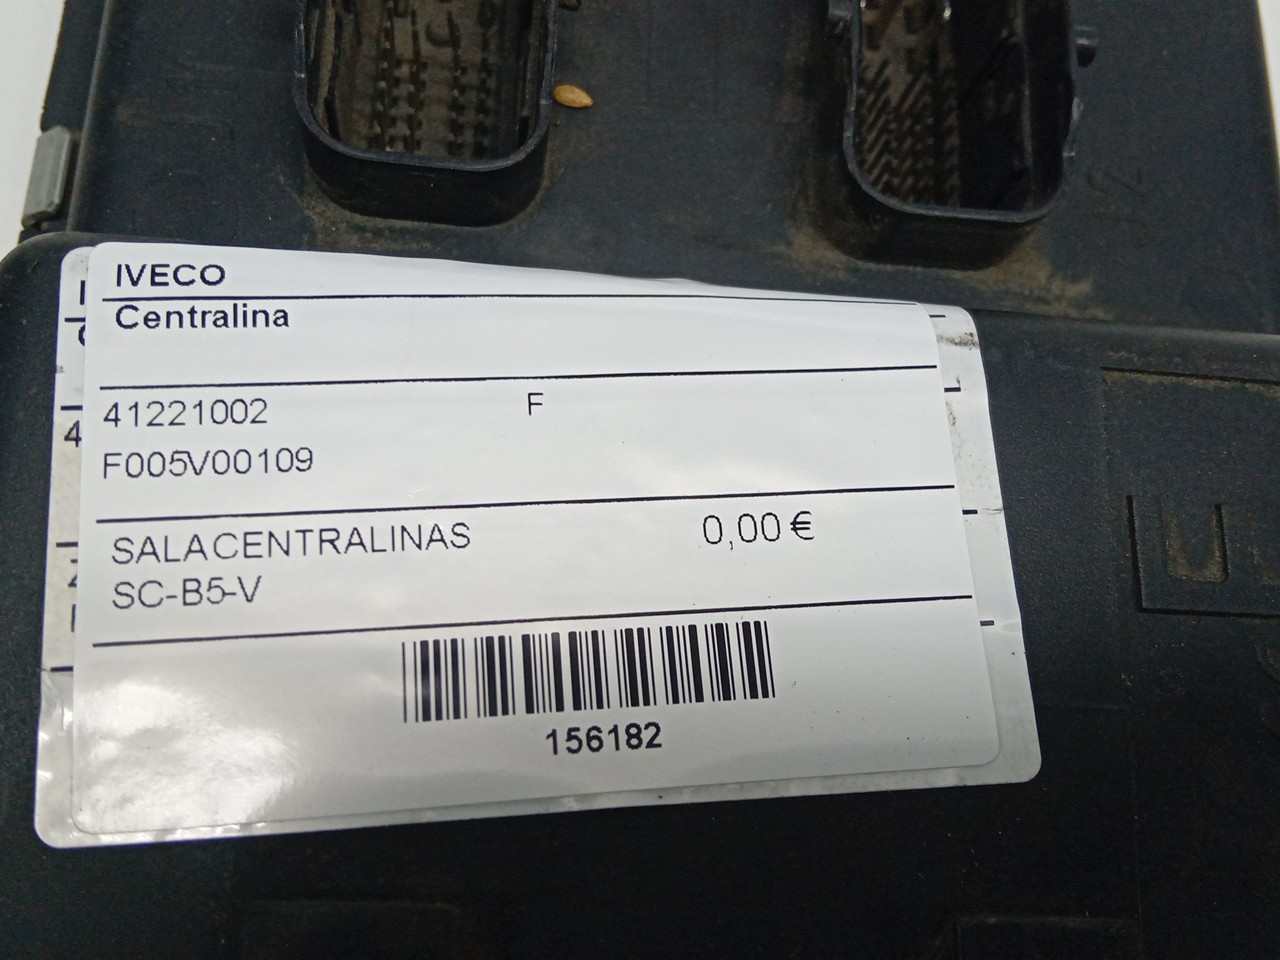 IVECO
Centralina
41221002 F
F005V00109
SALACENTRALINAS 0,00 €
SC-B5-V
156182